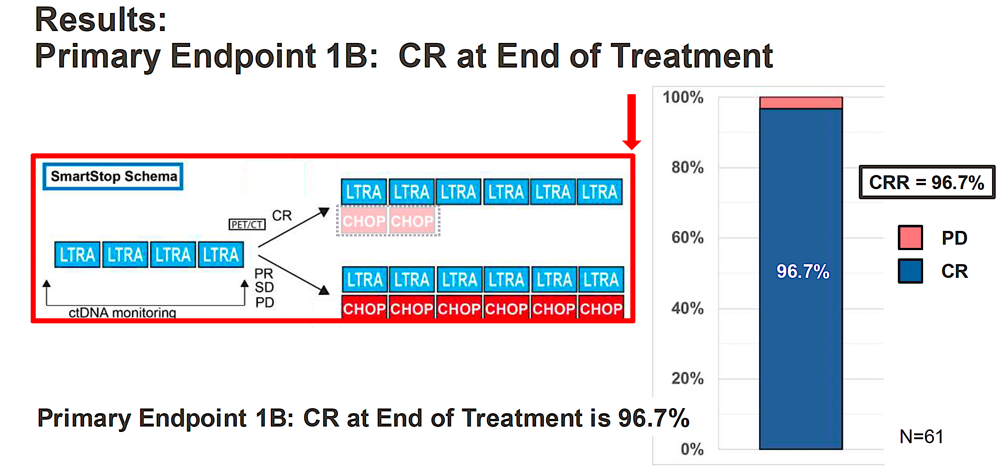 Results:
Primary Endpoint 1B: CR at End of Treatment
SmartStop Schema
LTRA LTRA LTRA LTRA LTRA LTRA
CHOP CHOP
PET/CT
CR
LTRA LTRA LTRA LTRA
PR
SD
PD
ctDNA monitoring
LTRA LTRA LTRA LTRA LTRA LTRA
CHOP CHOP CHOP CHOP CHOP CHOP
Primary Endpoint 1B: CR at End of Treatment is 96.7%
100%
80%
60%
40%
20%
0%
96.7%
CRR = 96.7%
PD
CR
N=61